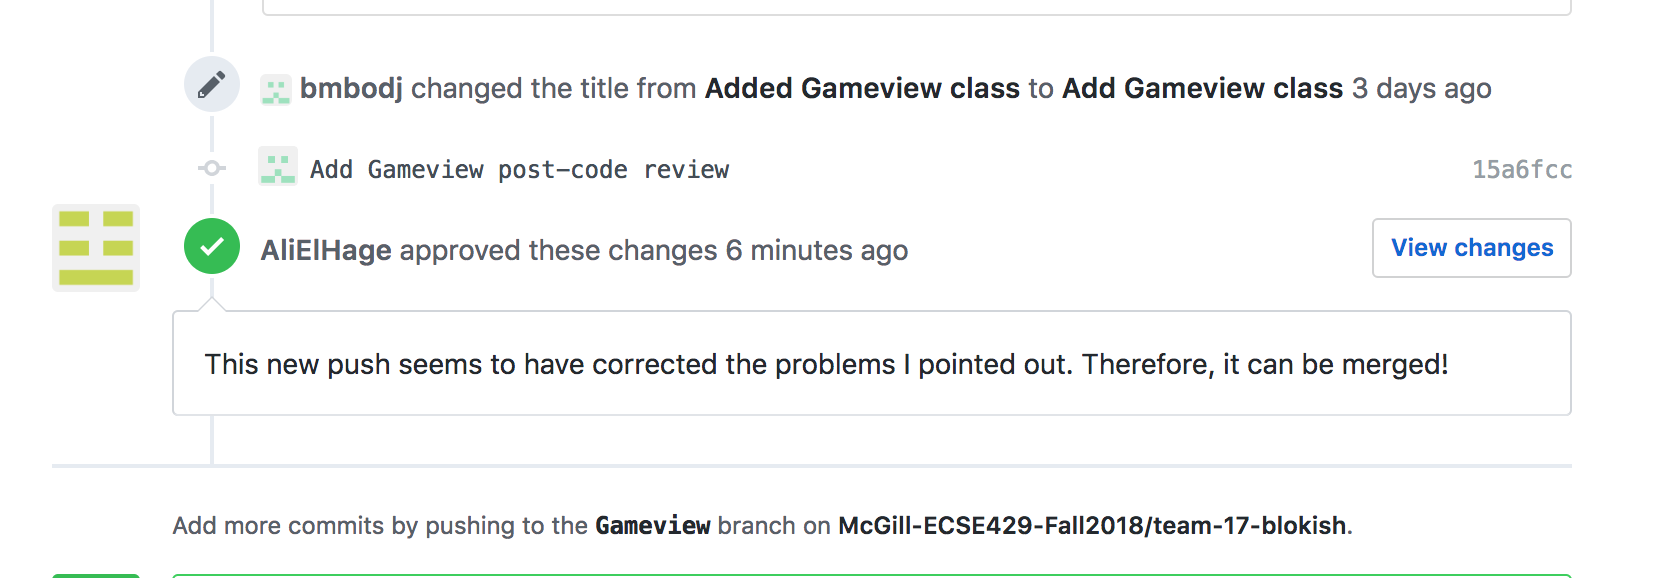 bmbodj changed the title from Added Gameview class to Add Gameview class 3 days ago
Add Gameview post-code review 15a6fcc
AliElHage approved these changes 6 minutes ago View changes
This new push seems to have corrected the problems I pointed out. Therefore, it can be merged!
Add more commits by pushing to the Gameview branch on McGill-ECSE429-Fall2018/team-17-blokish.